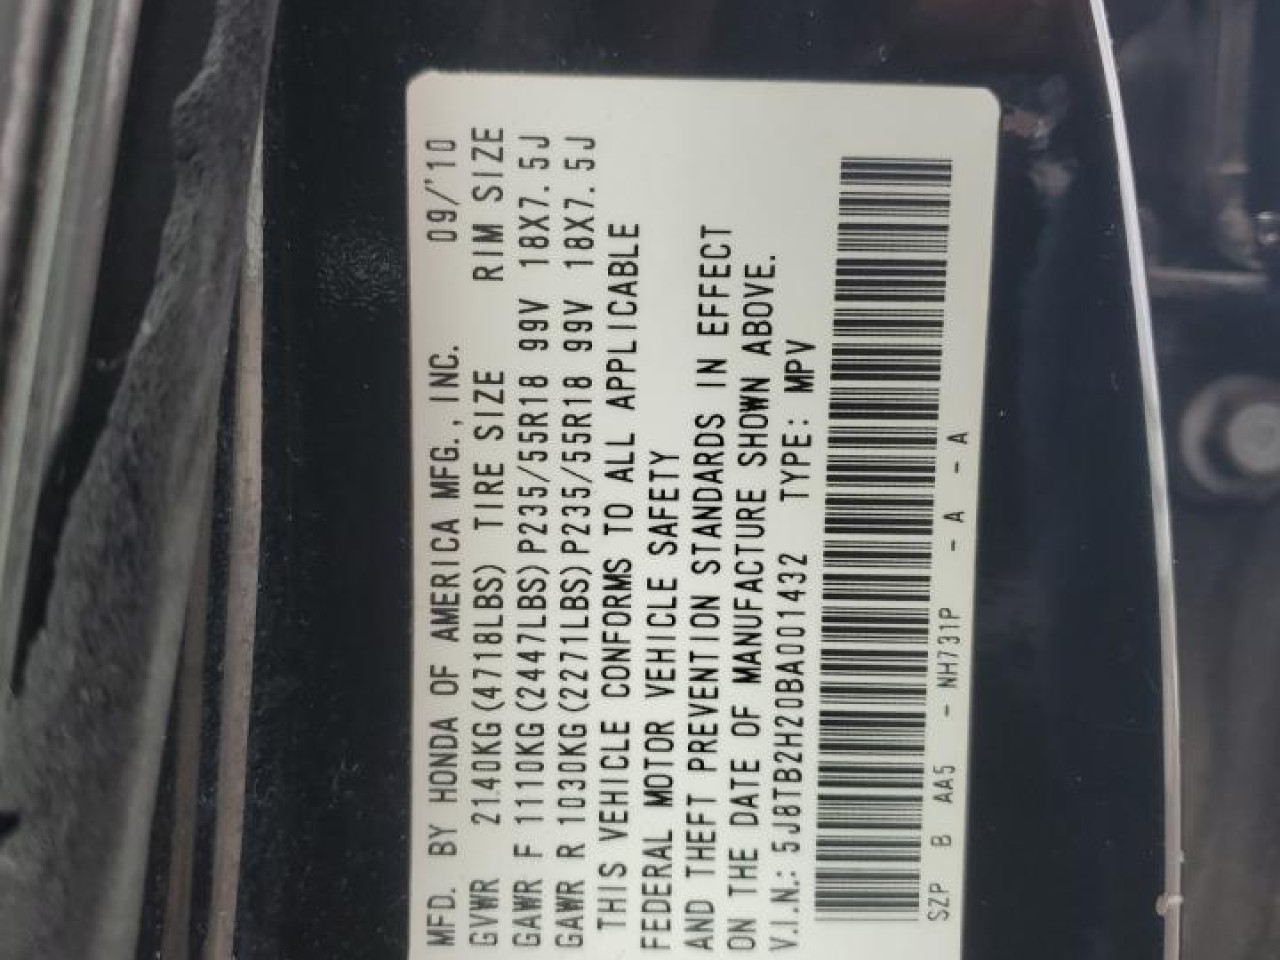 MFD. BY HONDA OF AMERICA MFG., INC. 09/'10
GVWR 2140KG(4718LBS) TIRE SIZE RIM SIZE
GAWR F 1110KG(2447LBS)P235/55R18 99V 18X7.5J
GAWR R 1030KG(2271LBS)P235/55R18 99V 18X7.5J
THIS VEHICLE CONFORMS TO ALL APPLICABLE
FEDERAL MOTOR VEHICLE SAFETY
AND THEFT PREVENTION STANDARDS IN EFFECT
ON THE DATE OF MANUFACTURE SHOWN ABOVE.
V.I.N.: 5J8TB2H20BA001432 TYPE: MPV
SZP B AA5 - NH731P - A - A